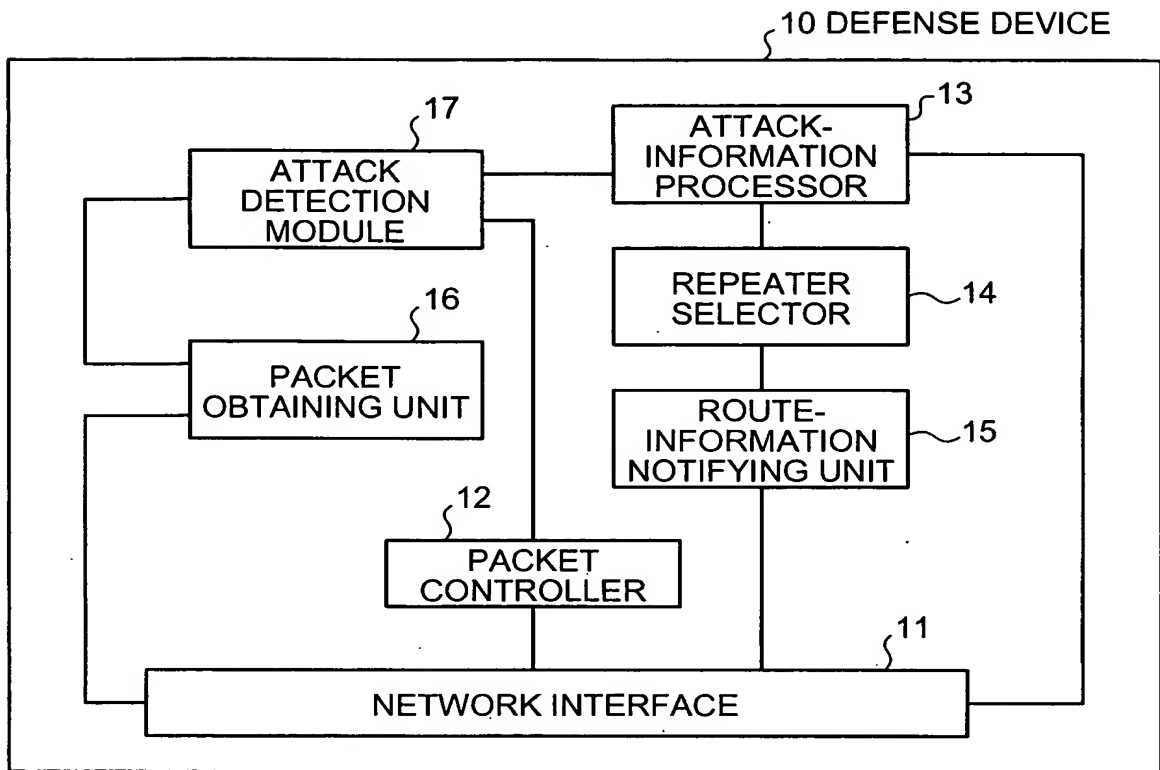 10 DEFENSE DEVICE
13
ATTACK-
INFORMATION
PROCESSOR
17
ATTACK
DETECTION
MODULE
REPEATER
SELECTOR
14
16
PACKET
OBTAINING UNIT
ROUTE-
INFORMATION
NOTIFYING UNIT
15
12
PACKET
CONTROLLER
11
NETWORK INTERFACE